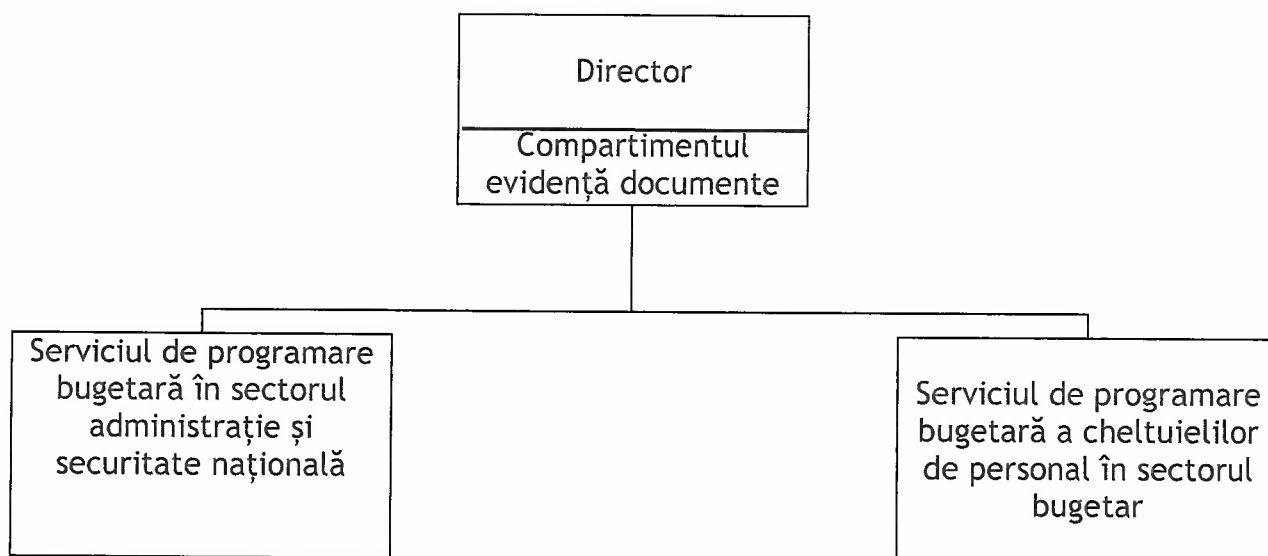 Director
Compartimentul
evidență documente
Serviciul de programare
bugetară în sectorul
administrație și
securitate națională
Serviciul de programare
bugetară a cheltuielilor
de personal în sectorul
bugetar